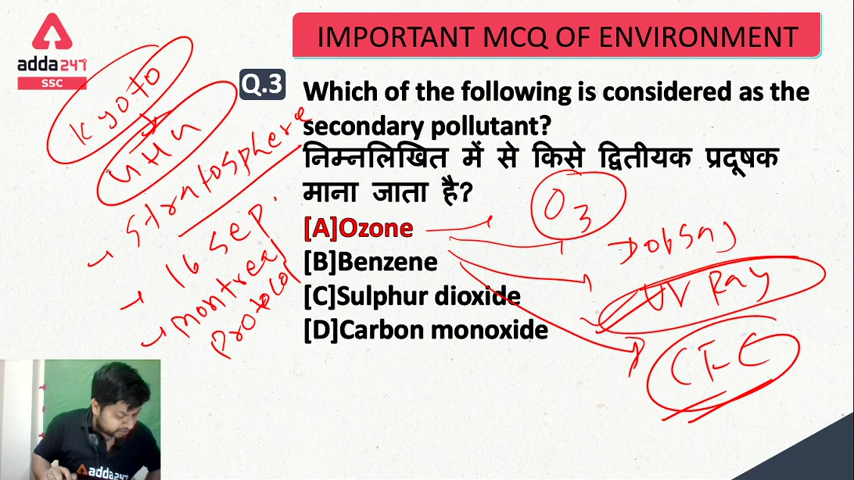 adda247
SSC
IMPORTANT MCQ OF ENVIRONMENT
Q.3
Which of the following is considered as the
secondary pollutant?
निम्नलिखित में से किसे द्वितीयक प्रदूषक
माना जाता है?
[A]Ozone
[B]Benzene
[C]Sulphur dioxide
[D]Carbon monoxide
Kyoto
Stratosphere
16 Sep.
Montreal
Protocol
O3
UV Ray
CFC
adda247